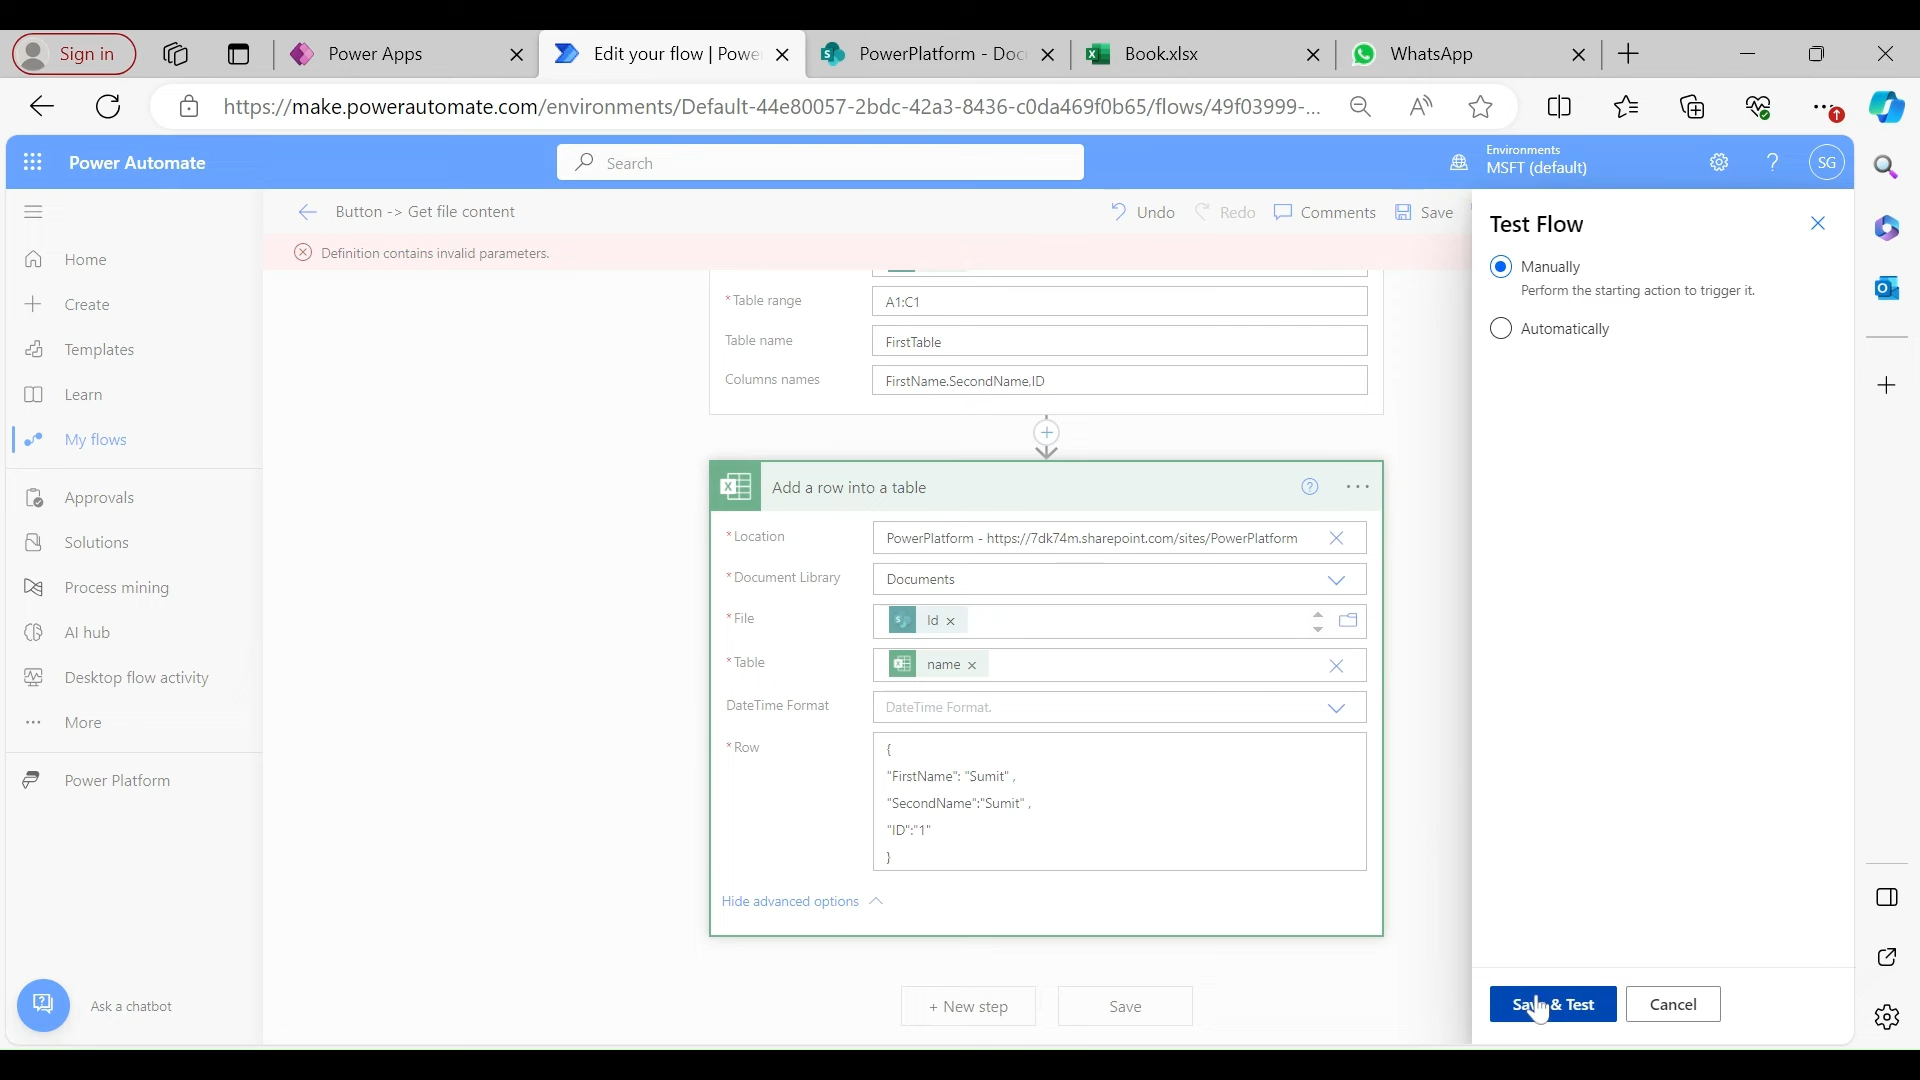 Sign in
Power Apps
Edit your flow | Powe
PowerPlatform - Doc
Book.xlsx
WhatsApp
https://make.powerautomate.com/environments/Default-44e80057-2bdc-42a3-8436-c0da469f0b65/flows/49f03999-...
Power Automate
Search
Environments
MSFT (default)
?
SG
Button -> Get file content
Undo
Redo
Comments
Save
Definition contains invalid parameters.
Home
Create
Templates
Learn
My flows
Approvals
Solutions
Process mining
AI hub
Desktop flow activity
More
Power Platform
Ask a chatbot
* Table range
A1:C1
Table name
FirstTable
Columns names
FirstName.SecondName,ID
Add a row into a table
* Location
PowerPlatform - https://7dk74m.sharepoint.com/sites/PowerPlatform
* Document Library
Documents
* File
Id
* Table
name
DateTime Format
DateTime Format.
* Row
{
"FirstName": "Sumit" ,
"SecondName":"Sumit" ,
"ID":"1"
}
Hide advanced options
+ New step
Save
Test Flow
Manually
Perform the starting action to trigger it.
Automatically
Save & Test
Cancel